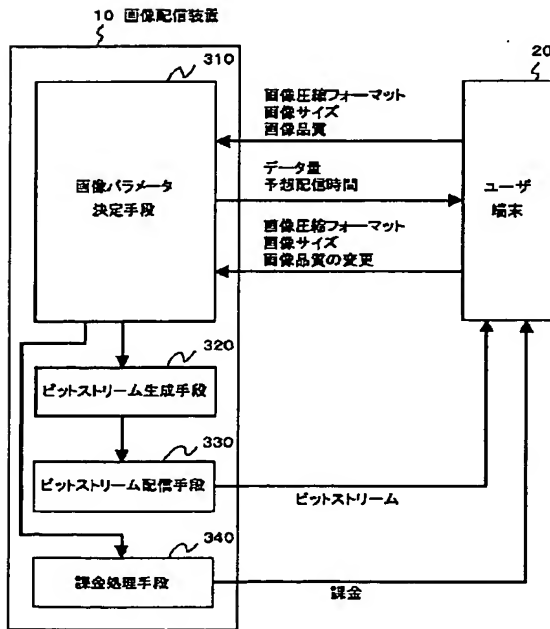 10 画像配信装置
20
310
画像圧縮フォーマット
画像サイズ
画像品質
画像パラメータ
決定手段
データ量
予想配信時間
ユーザ
端末
画像圧縮フォーマット
画像サイズ
画像品質の変更
320
ビットストリーム生成手段
330
ビットストリーム配信手段
ビットストリーム
340
課金処理手段
課金